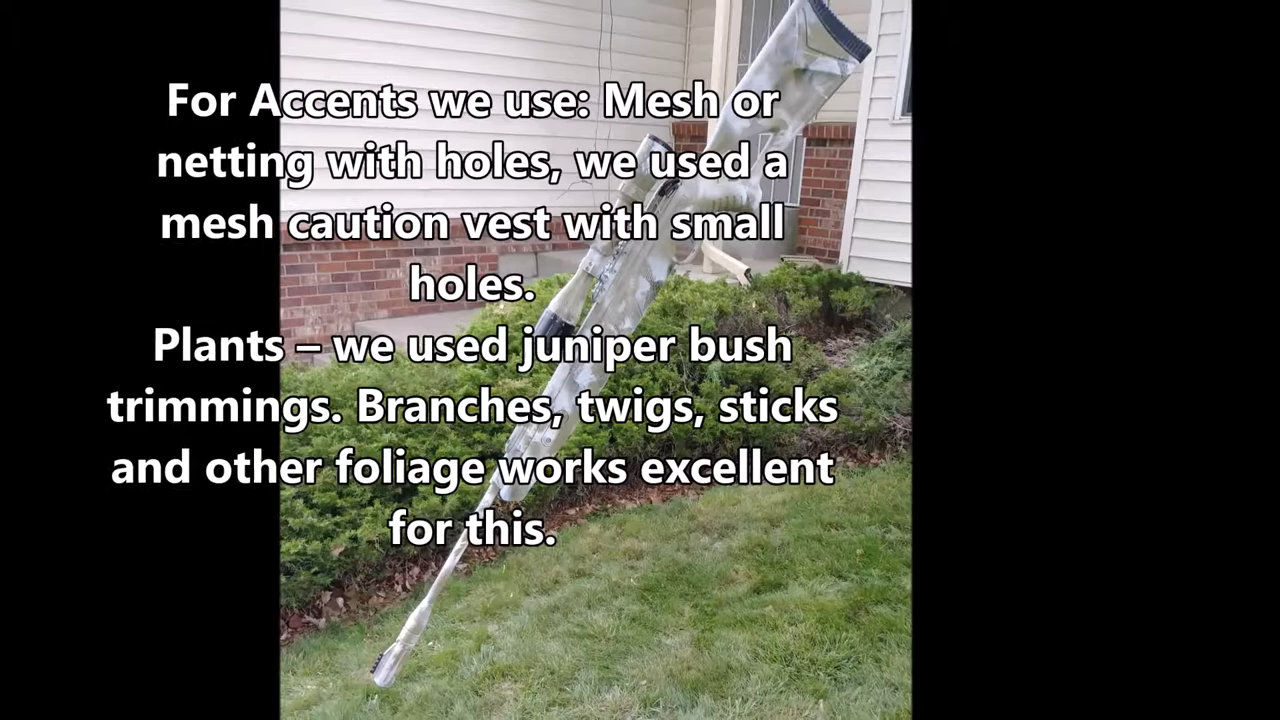 For Accents we use: Mesh or
netting with holes, we used a
mesh caution vest with small
holes.
Plants – we used juniper bush
trimmings. Branches, twigs, sticks
and other foliage works excellent
for this.